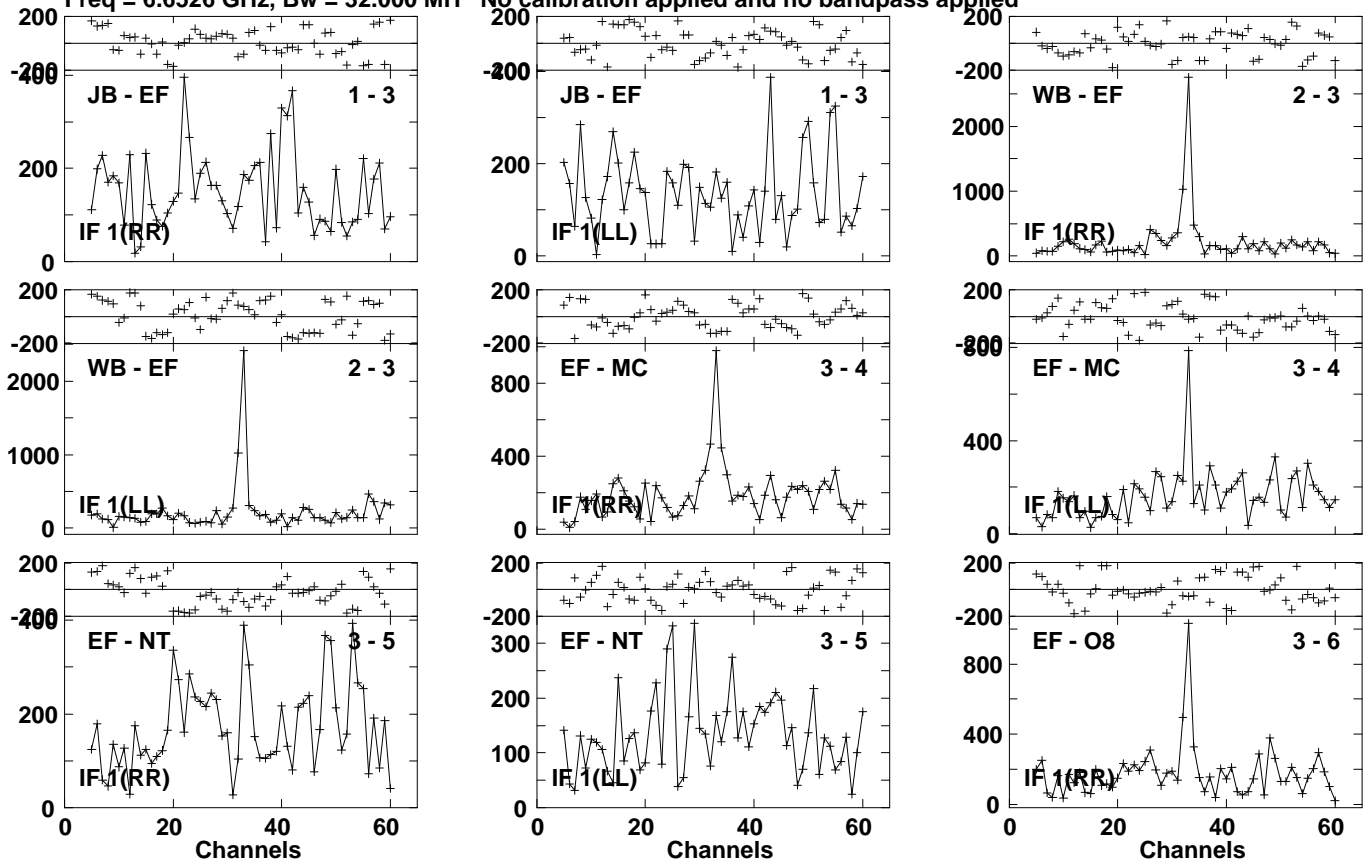 Freq = 6.6526 GHz, Bw = 32.000 MH No calibration applied and no bandpass applied
200
-200
400
200
0
JB - EF
1 - 3
IF 1(RR)
200
-200
400
200
0
JB - EF
1 - 3
IF 1(LL)
200
-200
2000
1000
0
WB - EF
2 - 3
IF 1(RR)
200
-200
2000
1000
0
WB - EF
2 - 3
IF 1(LL)
200
-200
800
400
0
EF - MC
3 - 4
IF 1(RR)
200
-200
800
400
0
EF - MC
3 - 4
IF 1(LL)
200
-200
400
200
0
EF - NT
3 - 5
IF 1(RR)
0 20 40 60
Channels
200
-200
300
200
100
0
EF - NT
3 - 5
IF 1(LL)
0 20 40 60
Channels
200
-200
800
400
0
EF - O8
3 - 6
IF 1(RR)
0 20 40 60
Channels